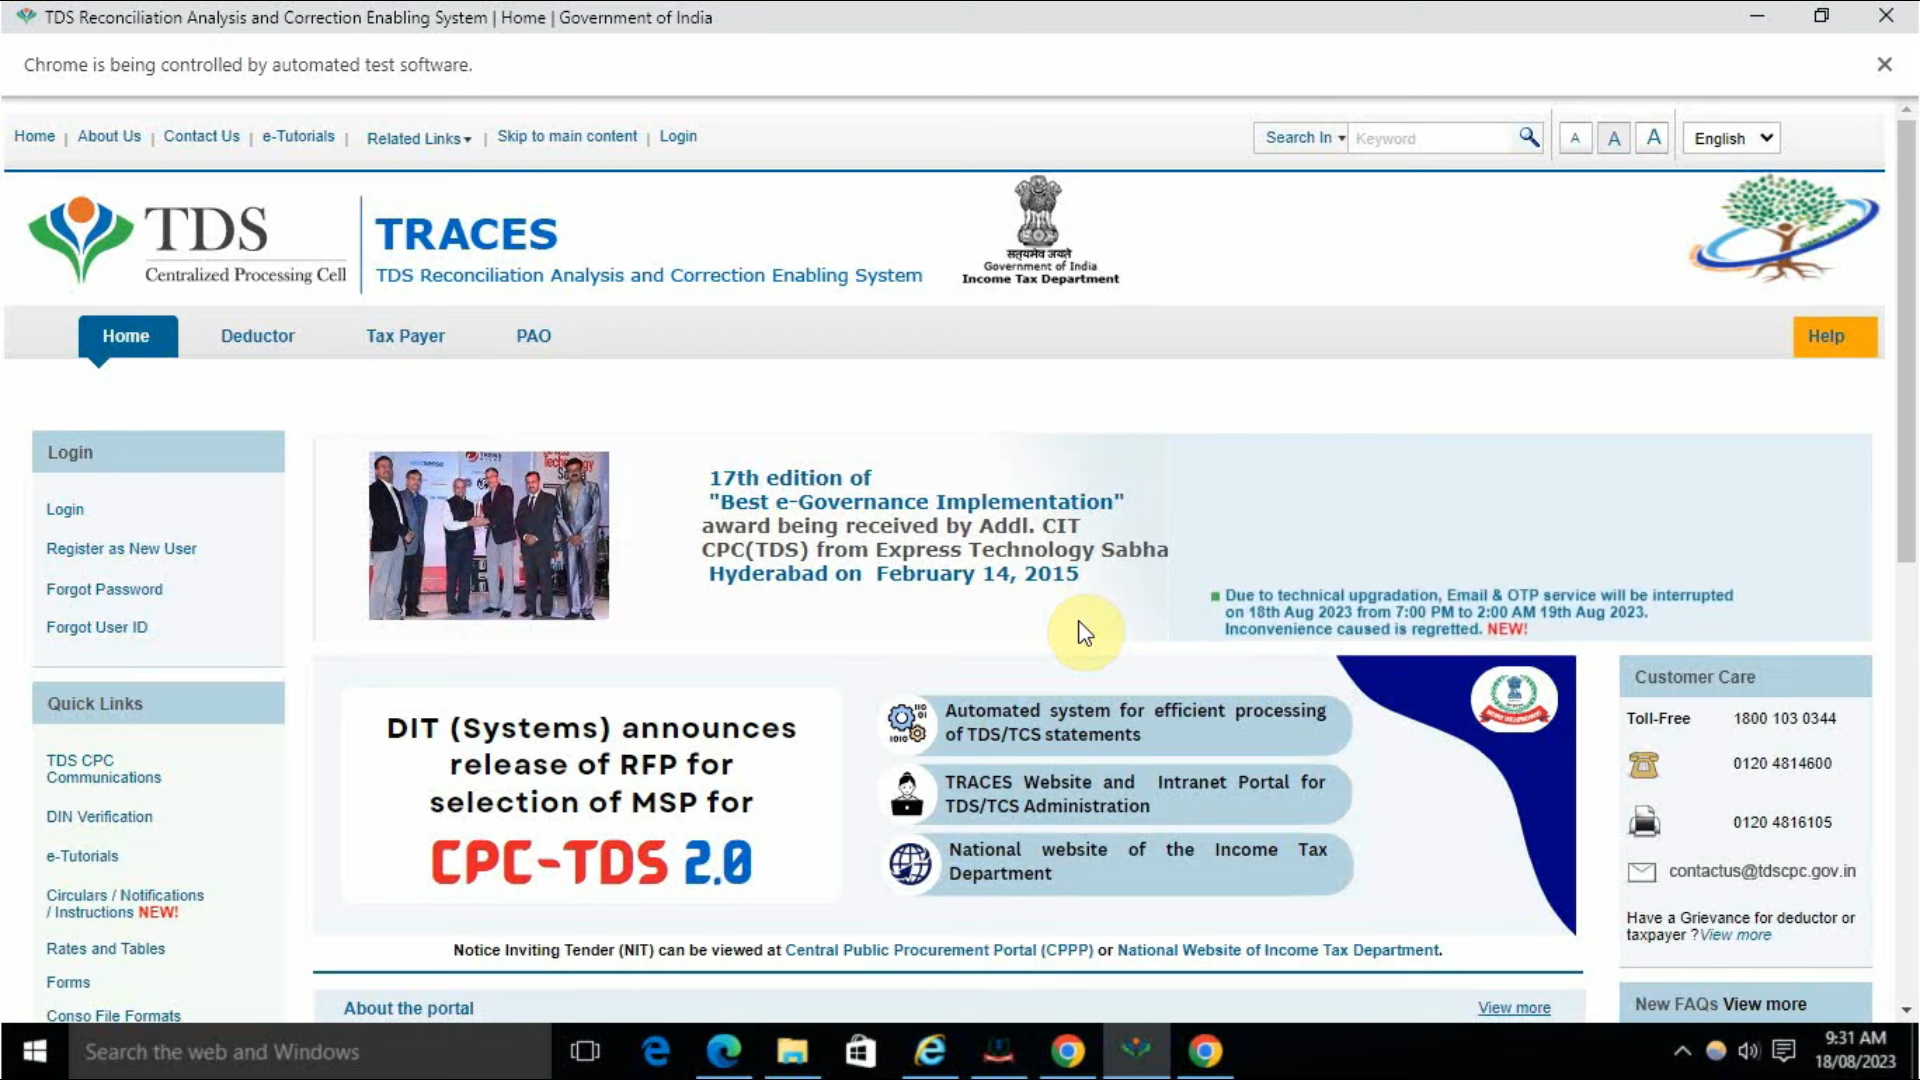 TDS Reconciliation Analysis and Correction Enabling System | Home | Government of India
Chrome is being controlled by automated test software.
Home | About Us | Contact Us | e-Tutorials | Related Links | Skip to main content | Login
Search In Keyword
A A A
English
TDS
Centralized Processing Cell
TRACES
TDS Reconciliation Analysis and Correction Enabling System
सत्यमेव जयते
Government of India
Income Tax Department
Home Deductor Tax Payer PAO Help
Login
Login
Register as New User
Forgot Password
Forgot User ID
17th edition of
"Best e-Governance Implementation"
award being received by Addl. CIT
CPC(TDS) from Express Technology Sabha
Hyderabad on February 14, 2015
Due to technical upgradation, Email & OTP service will be interrupted
on 18th Aug 2023 from 7:00 PM to 2:00 AM 19th Aug 2023.
Inconvenience caused is regretted. NEW!
Quick Links
TDS CPC
Communications
DIN Verification
e-Tutorials
Circulars / Notifications
/ Instructions NEW!
Rates and Tables
Forms
Conso File Formats
DIT (Systems) announces
release of RFP for
selection of MSP for
CPC-TDS 2.0
Automated system for efficient processing
of TDS/TCS statements
TRACES Website and Intranet Portal for
TDS/TCS Administration
National website of the Income Tax
Department
Notice Inviting Tender (NIT) can be viewed at Central Public Procurement Portal (CPPP) or National Website of Income Tax Department.
About the portal
View more
Customer Care
Toll-Free 1800 103 0344
0120 4814600
0120 4816105
contactus@tdscpc.gov.in
Have a Grievance for deductor or
taxpayer ?View more
New FAQs View more
Search the web and Windows
9:31 AM
18/08/2023